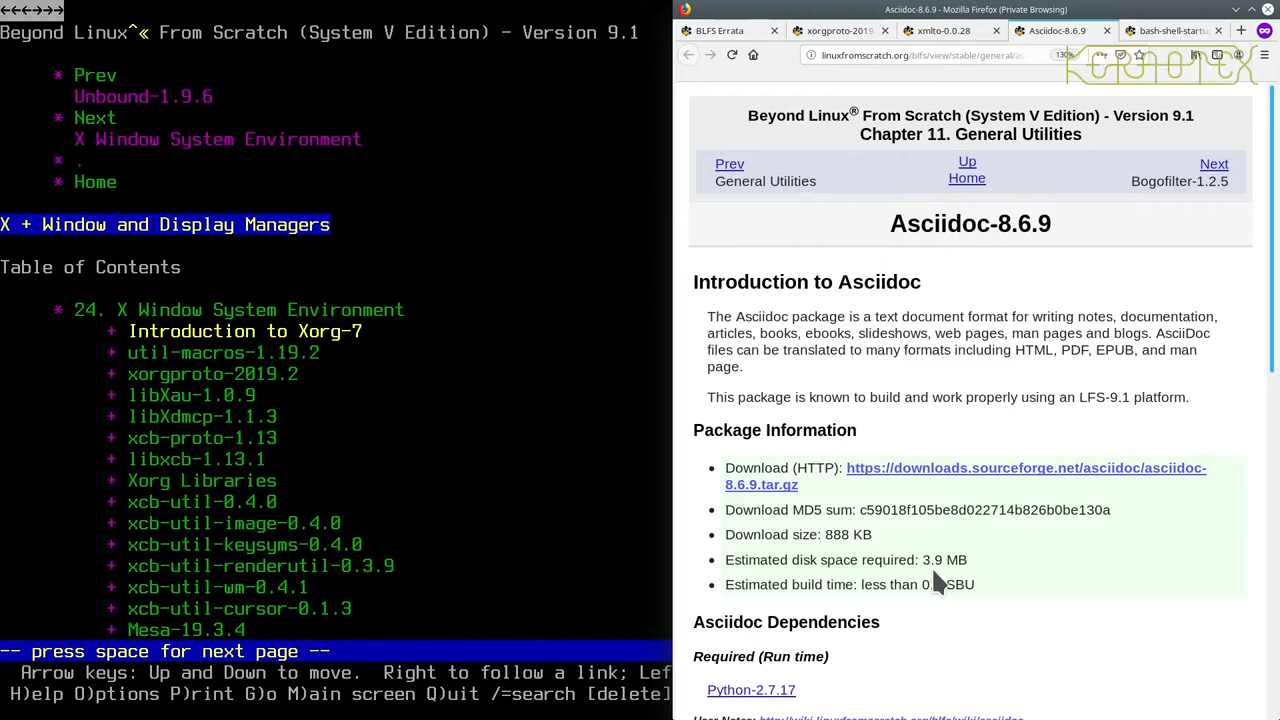 ←←←→→→
Beyond Linux^« From Scratch (System V Edition) - Version 9.1
* Prev
Unbound-1.9.6
* Next
X Window System Environment
* .
* Home
X + Window and Display Managers
Table of Contents
* 24. X Window System Environment
+ Introduction to Xorg-7
+ util-macros-1.19.2
+ xorgproto-2019.2
+ libXau-1.0.9
+ libXdmcp-1.1.3
+ xcb-proto-1.13
+ libxcb-1.13.1
+ Xorg Libraries
+ xcb-util-0.4.0
+ xcb-util-image-0.4.0
+ xcb-util-keysyms-0.4.0
+ xcb-util-renderutil-0.3.9
+ xcb-util-wm-0.4.1
+ xcb-util-cursor-0.1.3
+ Mesa-19.3.4
-- press space for next page --
Arrow keys: Up and Down to move. Right to follow a link; Lef
H)elp O)ptions P)rint G)o M)ain screen Q)uit /=search [delete]
Asciidoc-8.6.9 - Mozilla Firefox (Private Browsing)
BLFS Errata
xorgproto-2019.
xmlto-0.0.28
Asciidoc-8.6.9
bash-shell-startu
linuxfromscratch.org/blfs/view/stable/general/as
130%
Beyond Linux® From Scratch (System V Edition) - Version 9.1
Chapter 11. General Utilities
Prev
Up
Next
General Utilities
Home
Bogofilter-1.2.5
Asciidoc-8.6.9
Introduction to Asciidoc
The Asciidoc package is a text document format for writing notes, documentation,
articles, books, ebooks, slideshows, web pages, man pages and blogs. AsciiDoc
files can be translated to many formats including HTML, PDF, EPUB, and man
page.
This package is known to build and work properly using an LFS-9.1 platform.
Package Information
• Download (HTTP): https://downloads.sourceforge.net/asciidoc/asciidoc-
8.6.9.tar.gz
• Download MD5 sum: c59018f105be8d022714b826b0be130a
• Download size: 888 KB
• Estimated disk space required: 3.9 MB
• Estimated build time: less than 0. SBU
Asciidoc Dependencies
Required (Run time)
Python-2.7.17
User Notes: http://wiki.linuxfromscratch.org/blfs/wiki/asciidoc